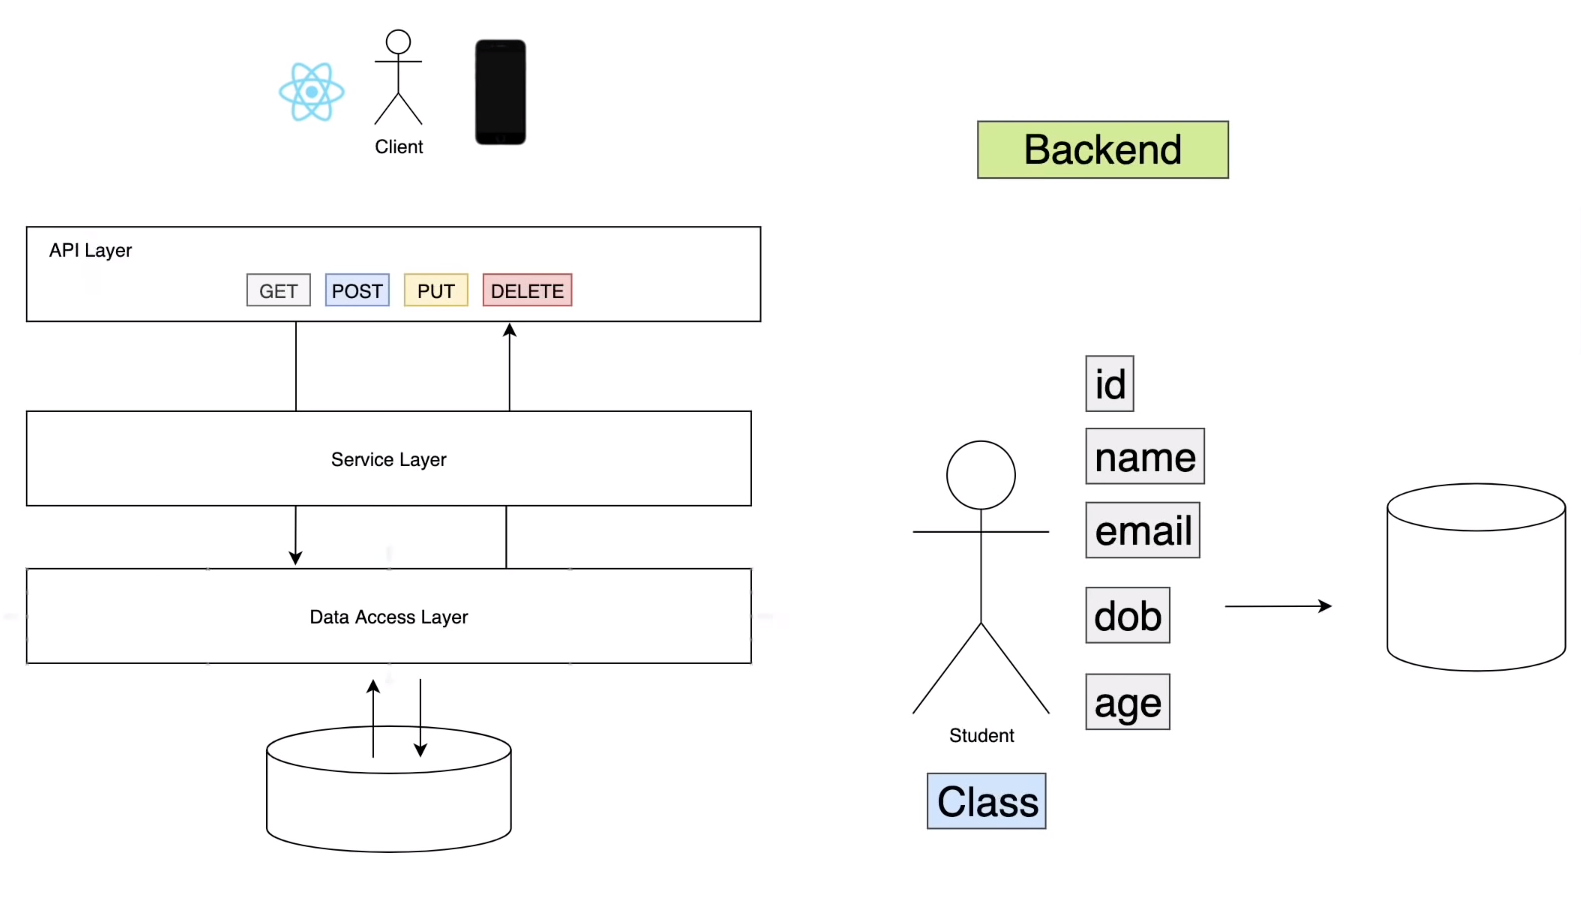 Client
API Layer
GET
POST
PUT
DELETE
Service Layer
Data Access Layer
Backend
id
name
email
dob
age
Student
Class